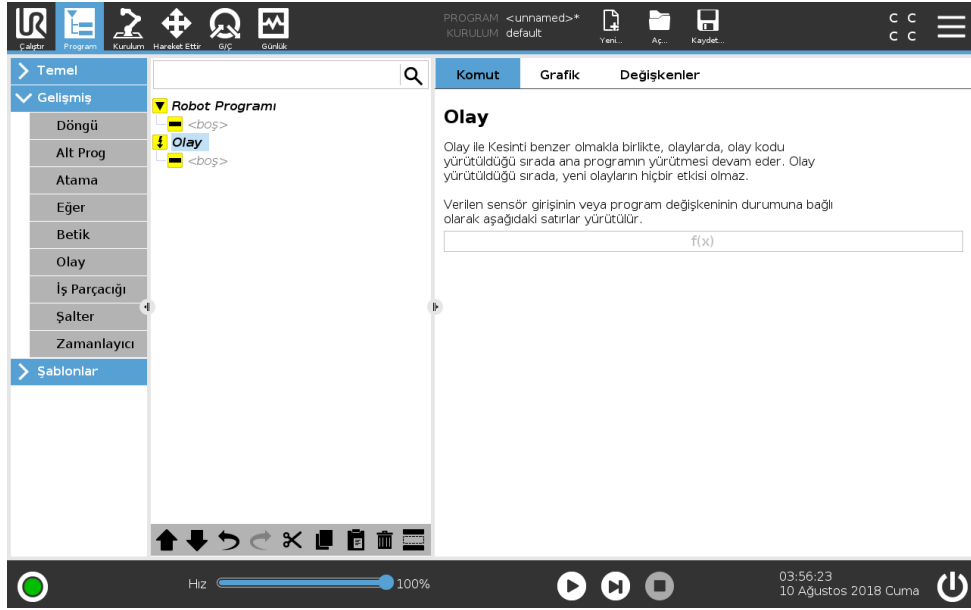 PROGRAM <unnamed>*
KURULUM default
Çalıştır
Program
Kurulum
Hareket Ettir
G/Ç
Günlük
Yeni...
Aç...
Kaydet...
C C
C C
Temel
Gelişmiş
Döngü
Alt Prog
Atama
Eğer
Betik
Olay
İş Parçacığı
Şalter
Zamanlayıcı
Şablonlar
Robot Programı
<boş>
Olay
<boş>
Komut
Grafik
Değişkenler
Olay
Olay ile Kesinti benzer olmakla birlikte, olaylarda, olay kodu
yürütüldüğü sırada ana programın yürütmesi devam eder. Olay
yürütüldüğü sırada, yeni olayların hiçbir etkisi olmaz.
Verilen sensör girişinin veya program değişkeninin durumuna bağlı
olarak aşağıdaki satırlar yürütülür.
f(x)
Hız
100%
03:56:23
10 Ağustos 2018 Cuma